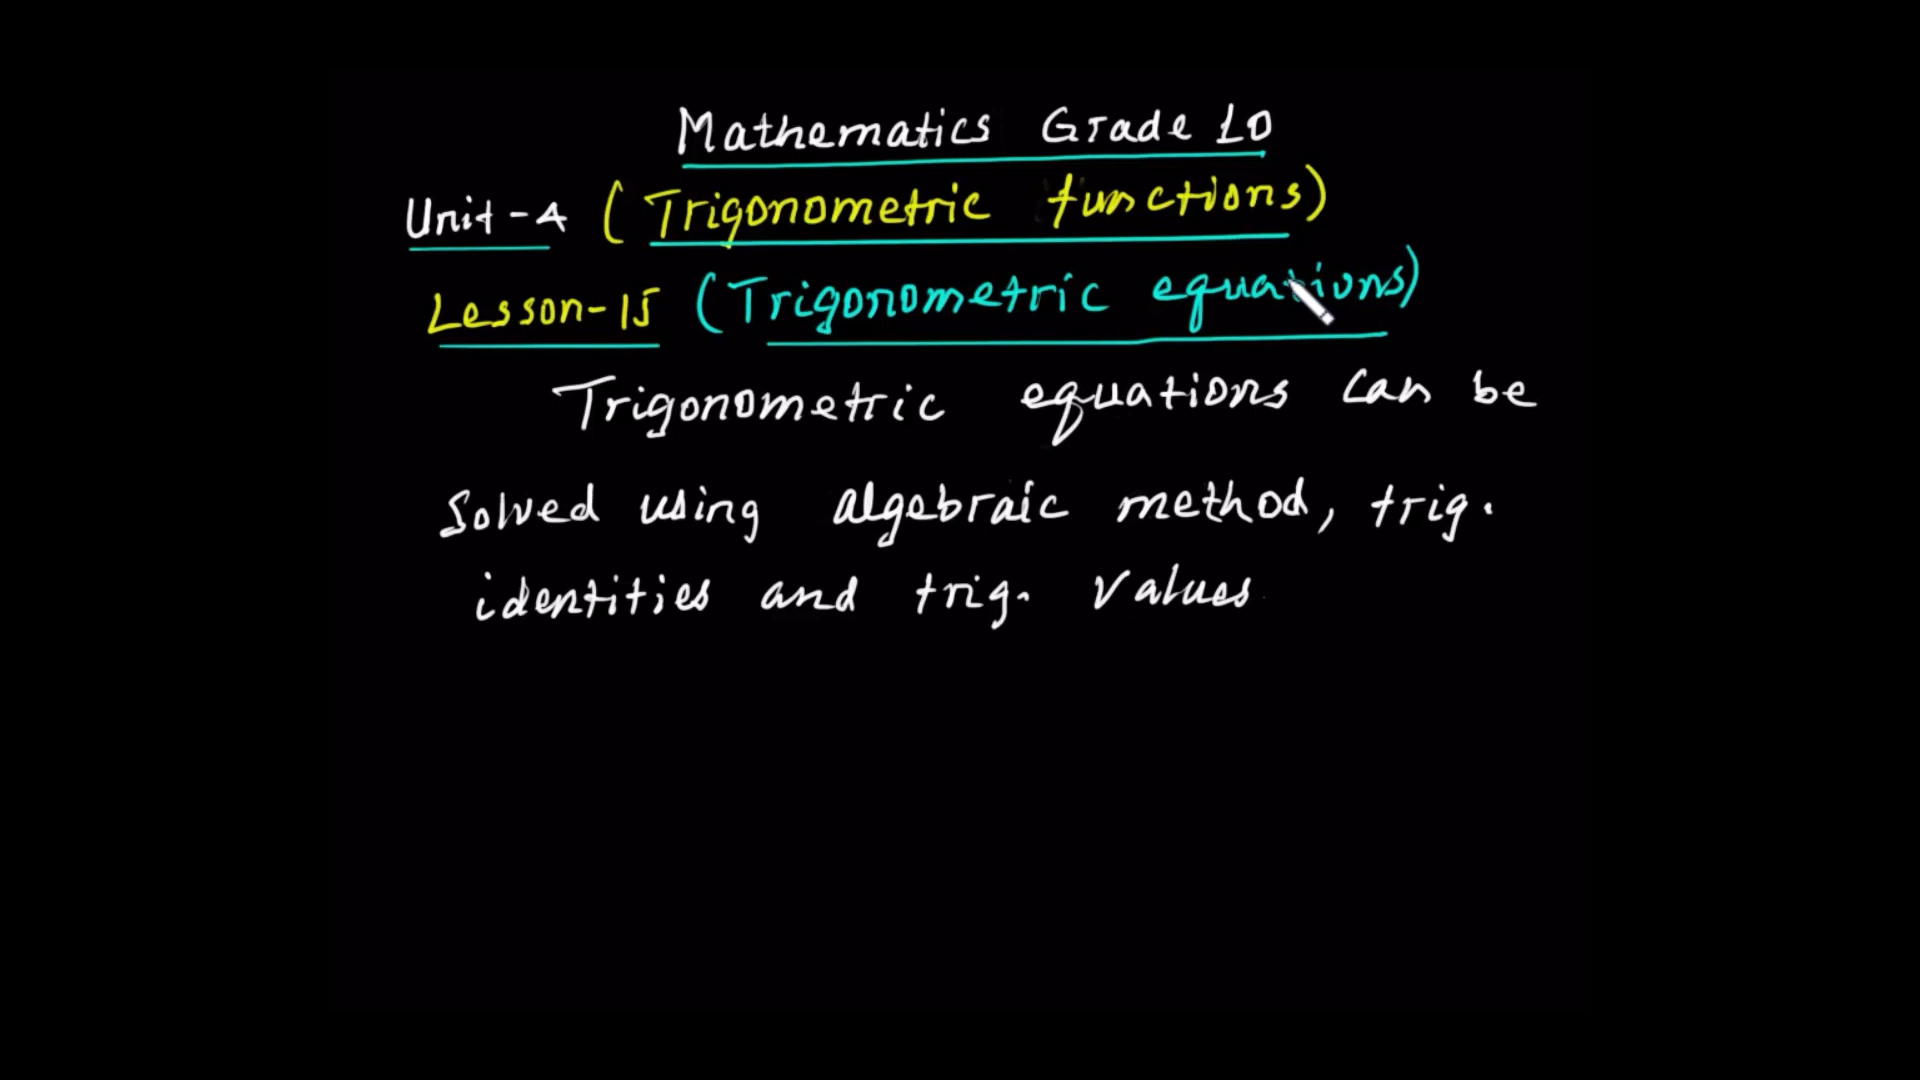 Mathematics Grade 10
Unit-4 (Trigonometric functions)
Lesson-15 (Trigonometric equations)
Trigonometric equations can be
solved using algebraic method, trig.
identities and trig. values